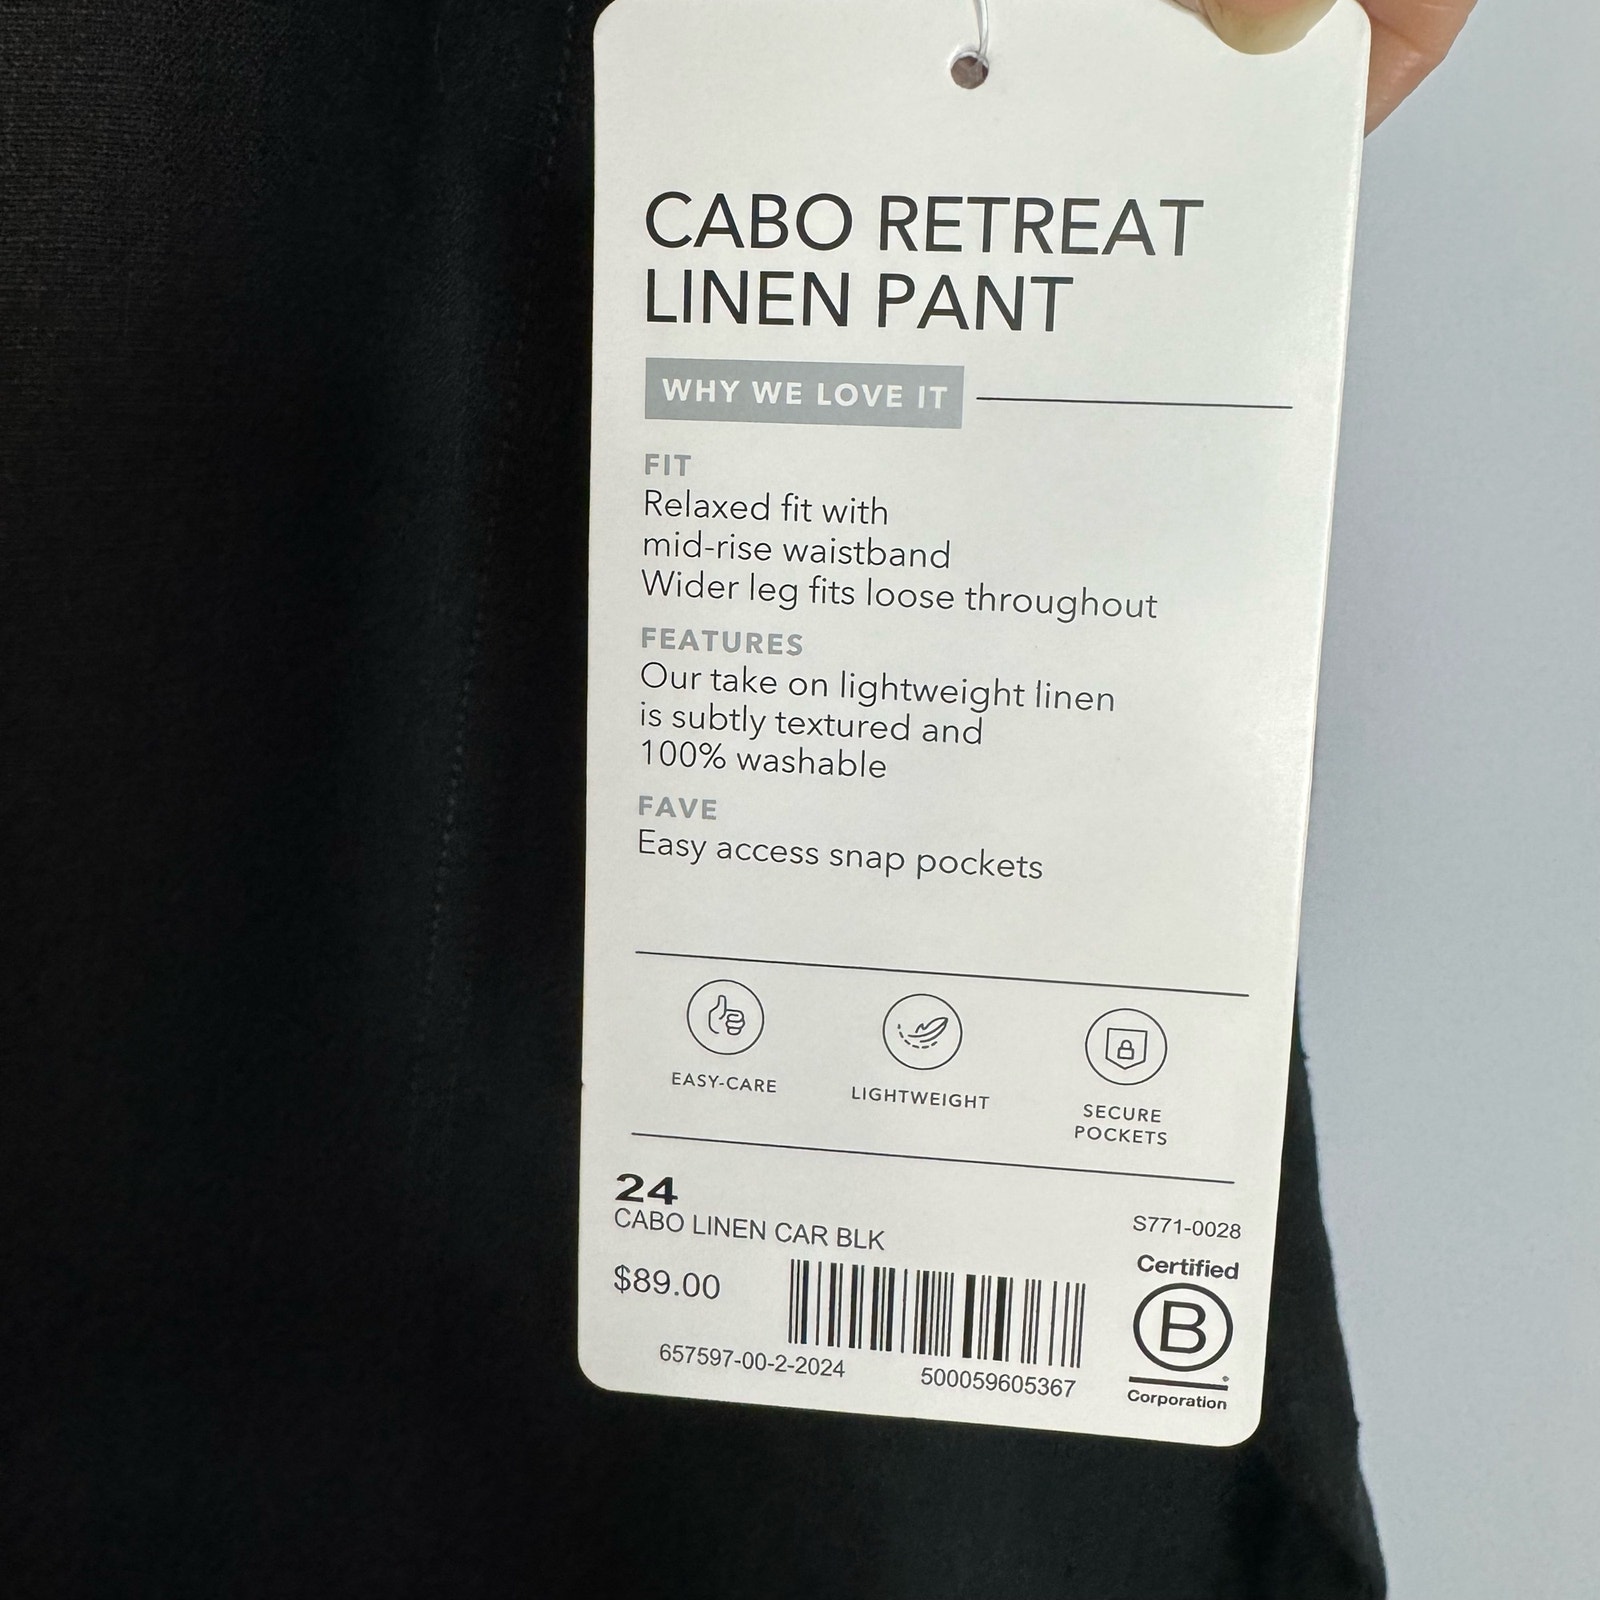 CABO RETREAT
LINEN PANT
WHY WE LOVE IT
FIT
Relaxed fit with
mid-rise waistband
Wider leg fits loose throughout
FEATURES
Our take on lightweight linen
is subtly textured and
100% washable
FAVE
Easy access snap pockets
EASY-CARE
LIGHTWEIGHT
SECURE
POCKETS
24
CABO LINEN CAR BLK
S771-0028
$89.00
657597-00-2-2024
500059605367
Certified
B
Corporation